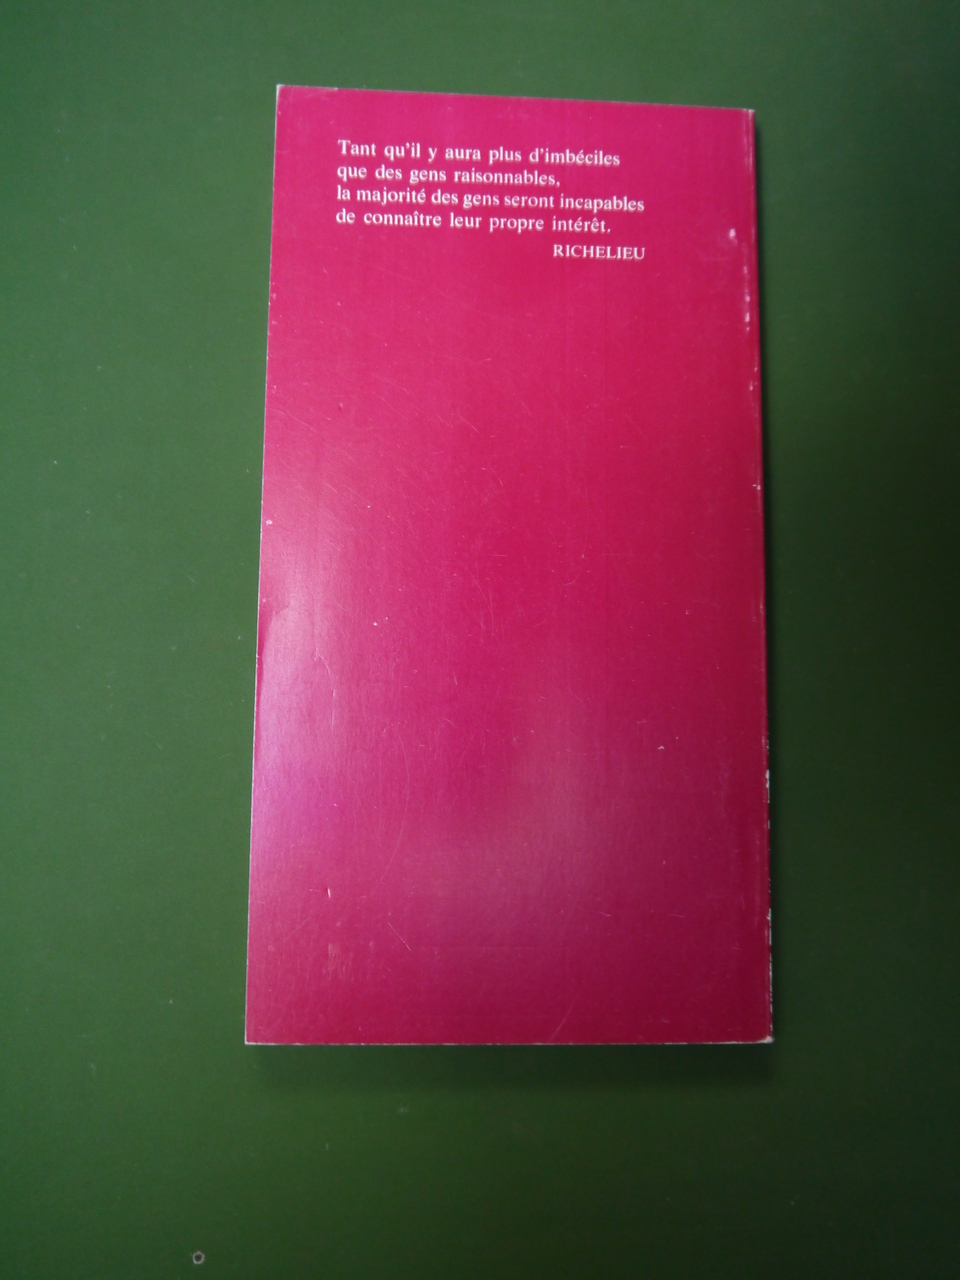 Tant qu'il y aura plus d'imbéciles
que des gens raisonnables,
la majorité des gens seront incapables
de connaître leur propre intérêt.
RICHELIEU